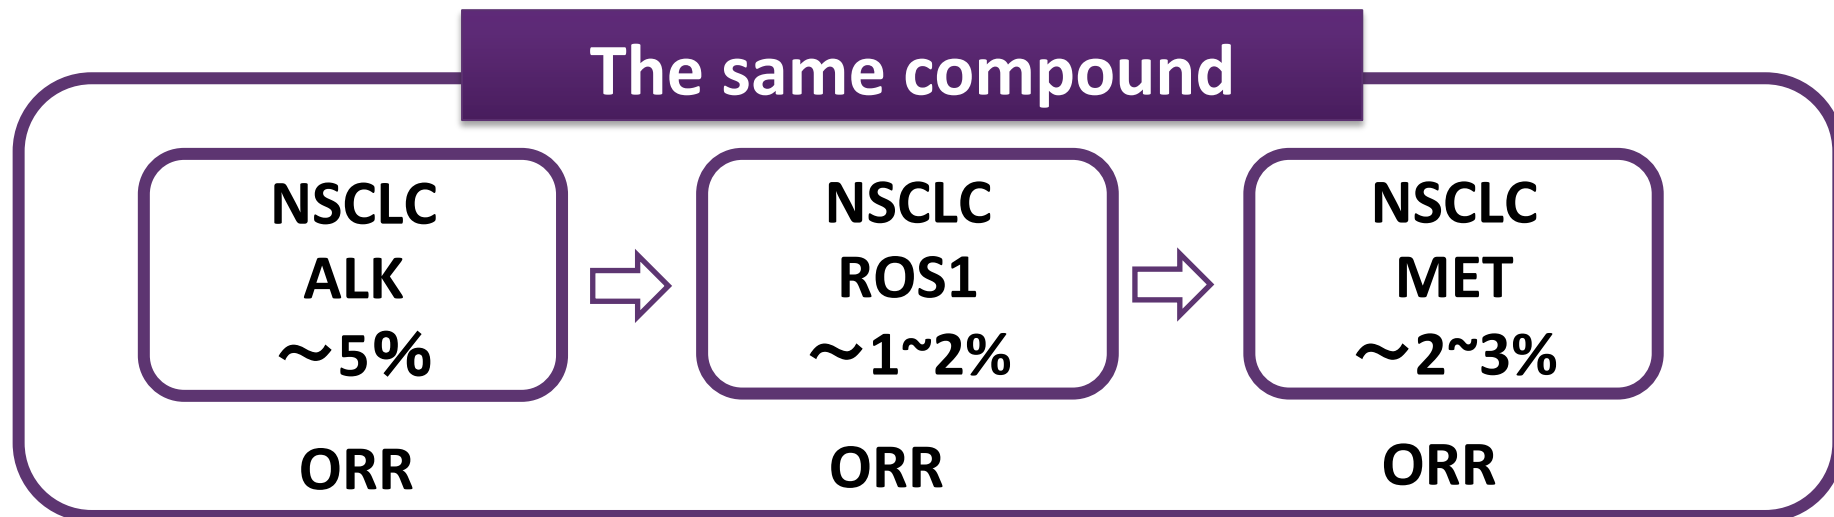 The same compound
NSCLC
ALK
～5%
ORR
NSCLC
ROS1
～1~2%
ORR
NSCLC
MET
～2~3%
ORR